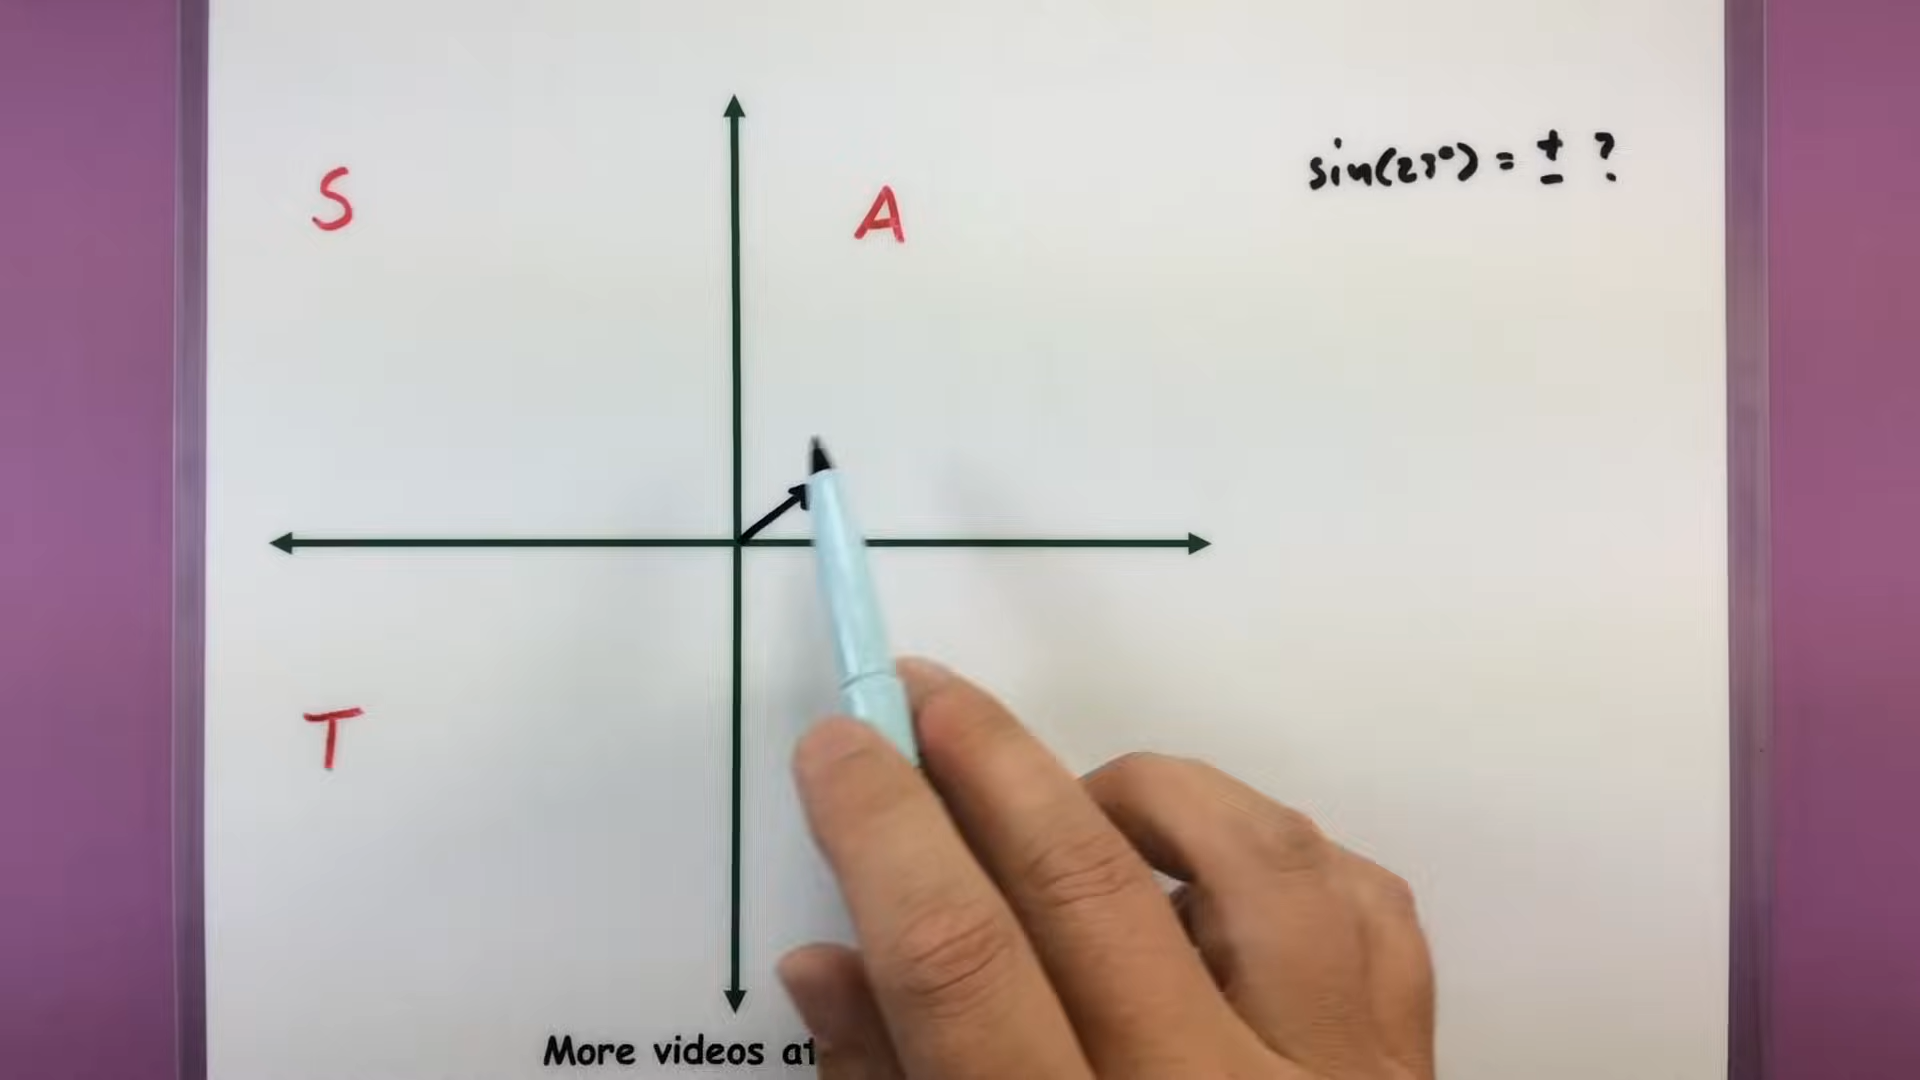 S
A
sin(23°) = ± ?
T
More videos at